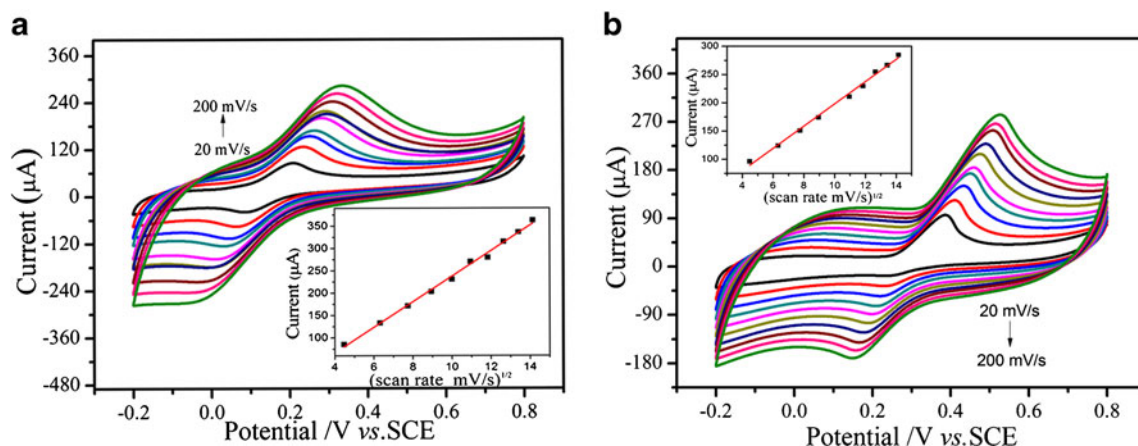 a
360
240
120
0
-120
-240
-360
-480
Current (μA)
200 mV/s
20 mV/s
350
300
250
200
150
100
Current (μA)
4 6 8 10 12 14
(scan rate mV/s)1/2
-0.2 0.0 0.2 0.4 0.6 0.8
Potential /V vs.SCE
b
360
270
180
90
0
-90
-180
Current (μA)
300
250
200
150
100
Current (μA)
4 6 8 10 12 14
(scan rate mV/s)1/2
20 mV/s
200 mV/s
-0.2 0.0 0.2 0.4 0.6 0.8
Potential /V vs.SCE